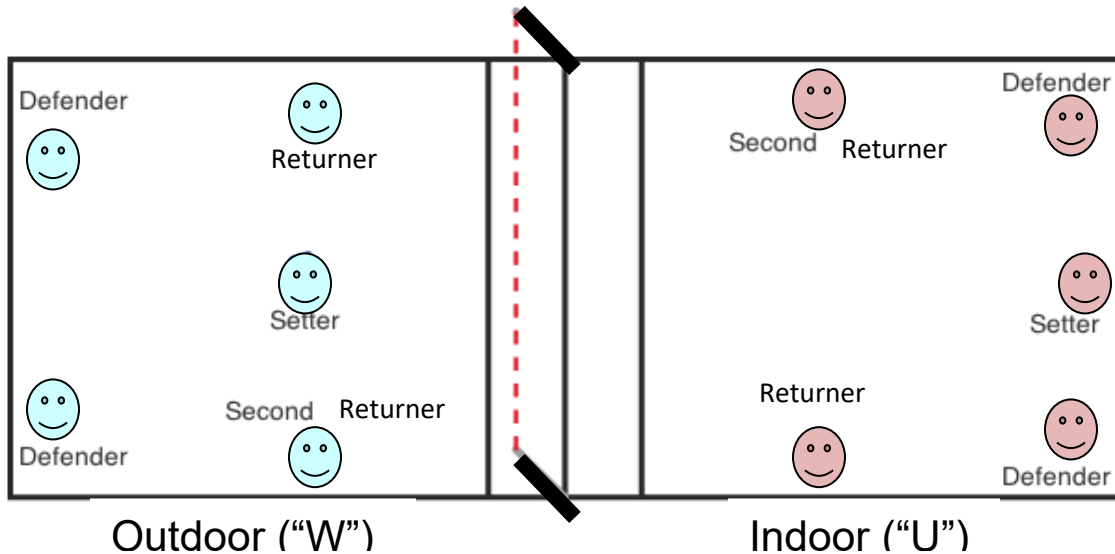 Defender
Returner
Setter
Second Returner
Defender
Defender
Second Returner
Setter
Returner
Defender
Outdoor (“W”)
Indoor (“U”)